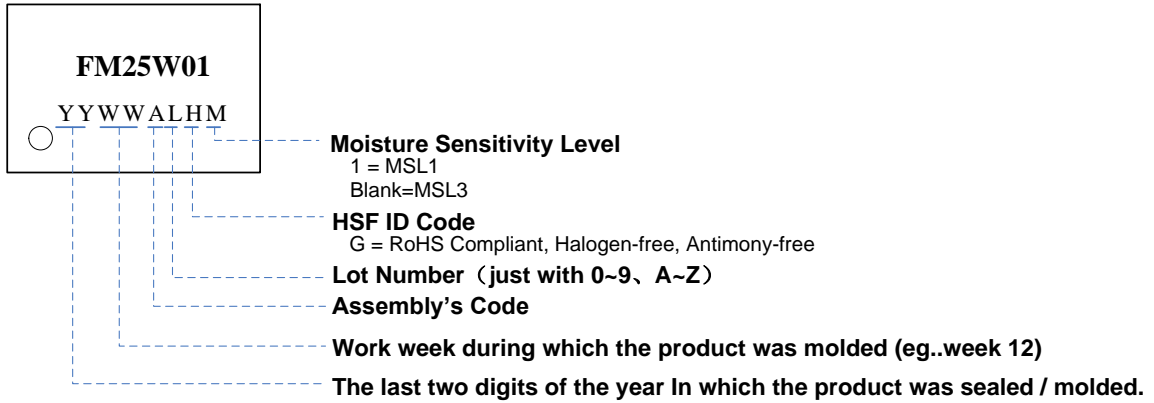 FM25W01
YYWWALHM
Moisture Sensitivity Level
1 = MSL1
Blank=MSL3
HSF ID Code
G = RoHS Compliant, Halogen-free, Antimony-free
Lot Number（just with 0~9、A~Z）
Assembly’s Code
Work week during which the product was molded (eg..week 12)
The last two digits of the year In which the product was sealed / molded.